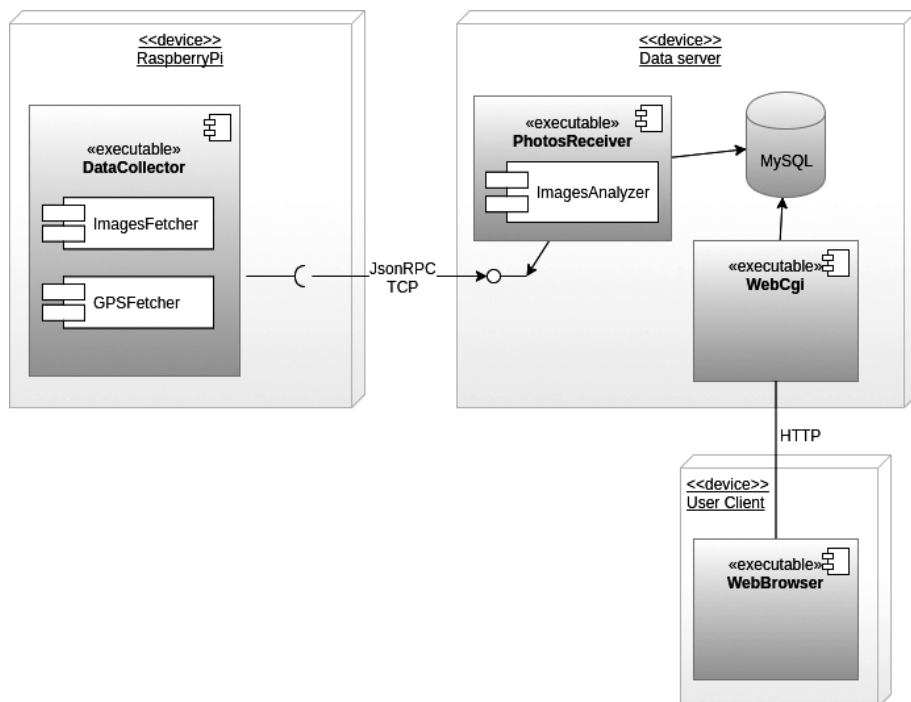 <<device>>
RaspberryPi
«executable»
DataCollector
ImagesFetcher
GPSFetcher
JsonRPC
TCP
<<device>>
Data server
«executable»
PhotosReceiver
ImagesAnalyzer
MySQL
«executable»
WebCgi
HTTP
<<device>>
User Client
«executable»
WebBrowser